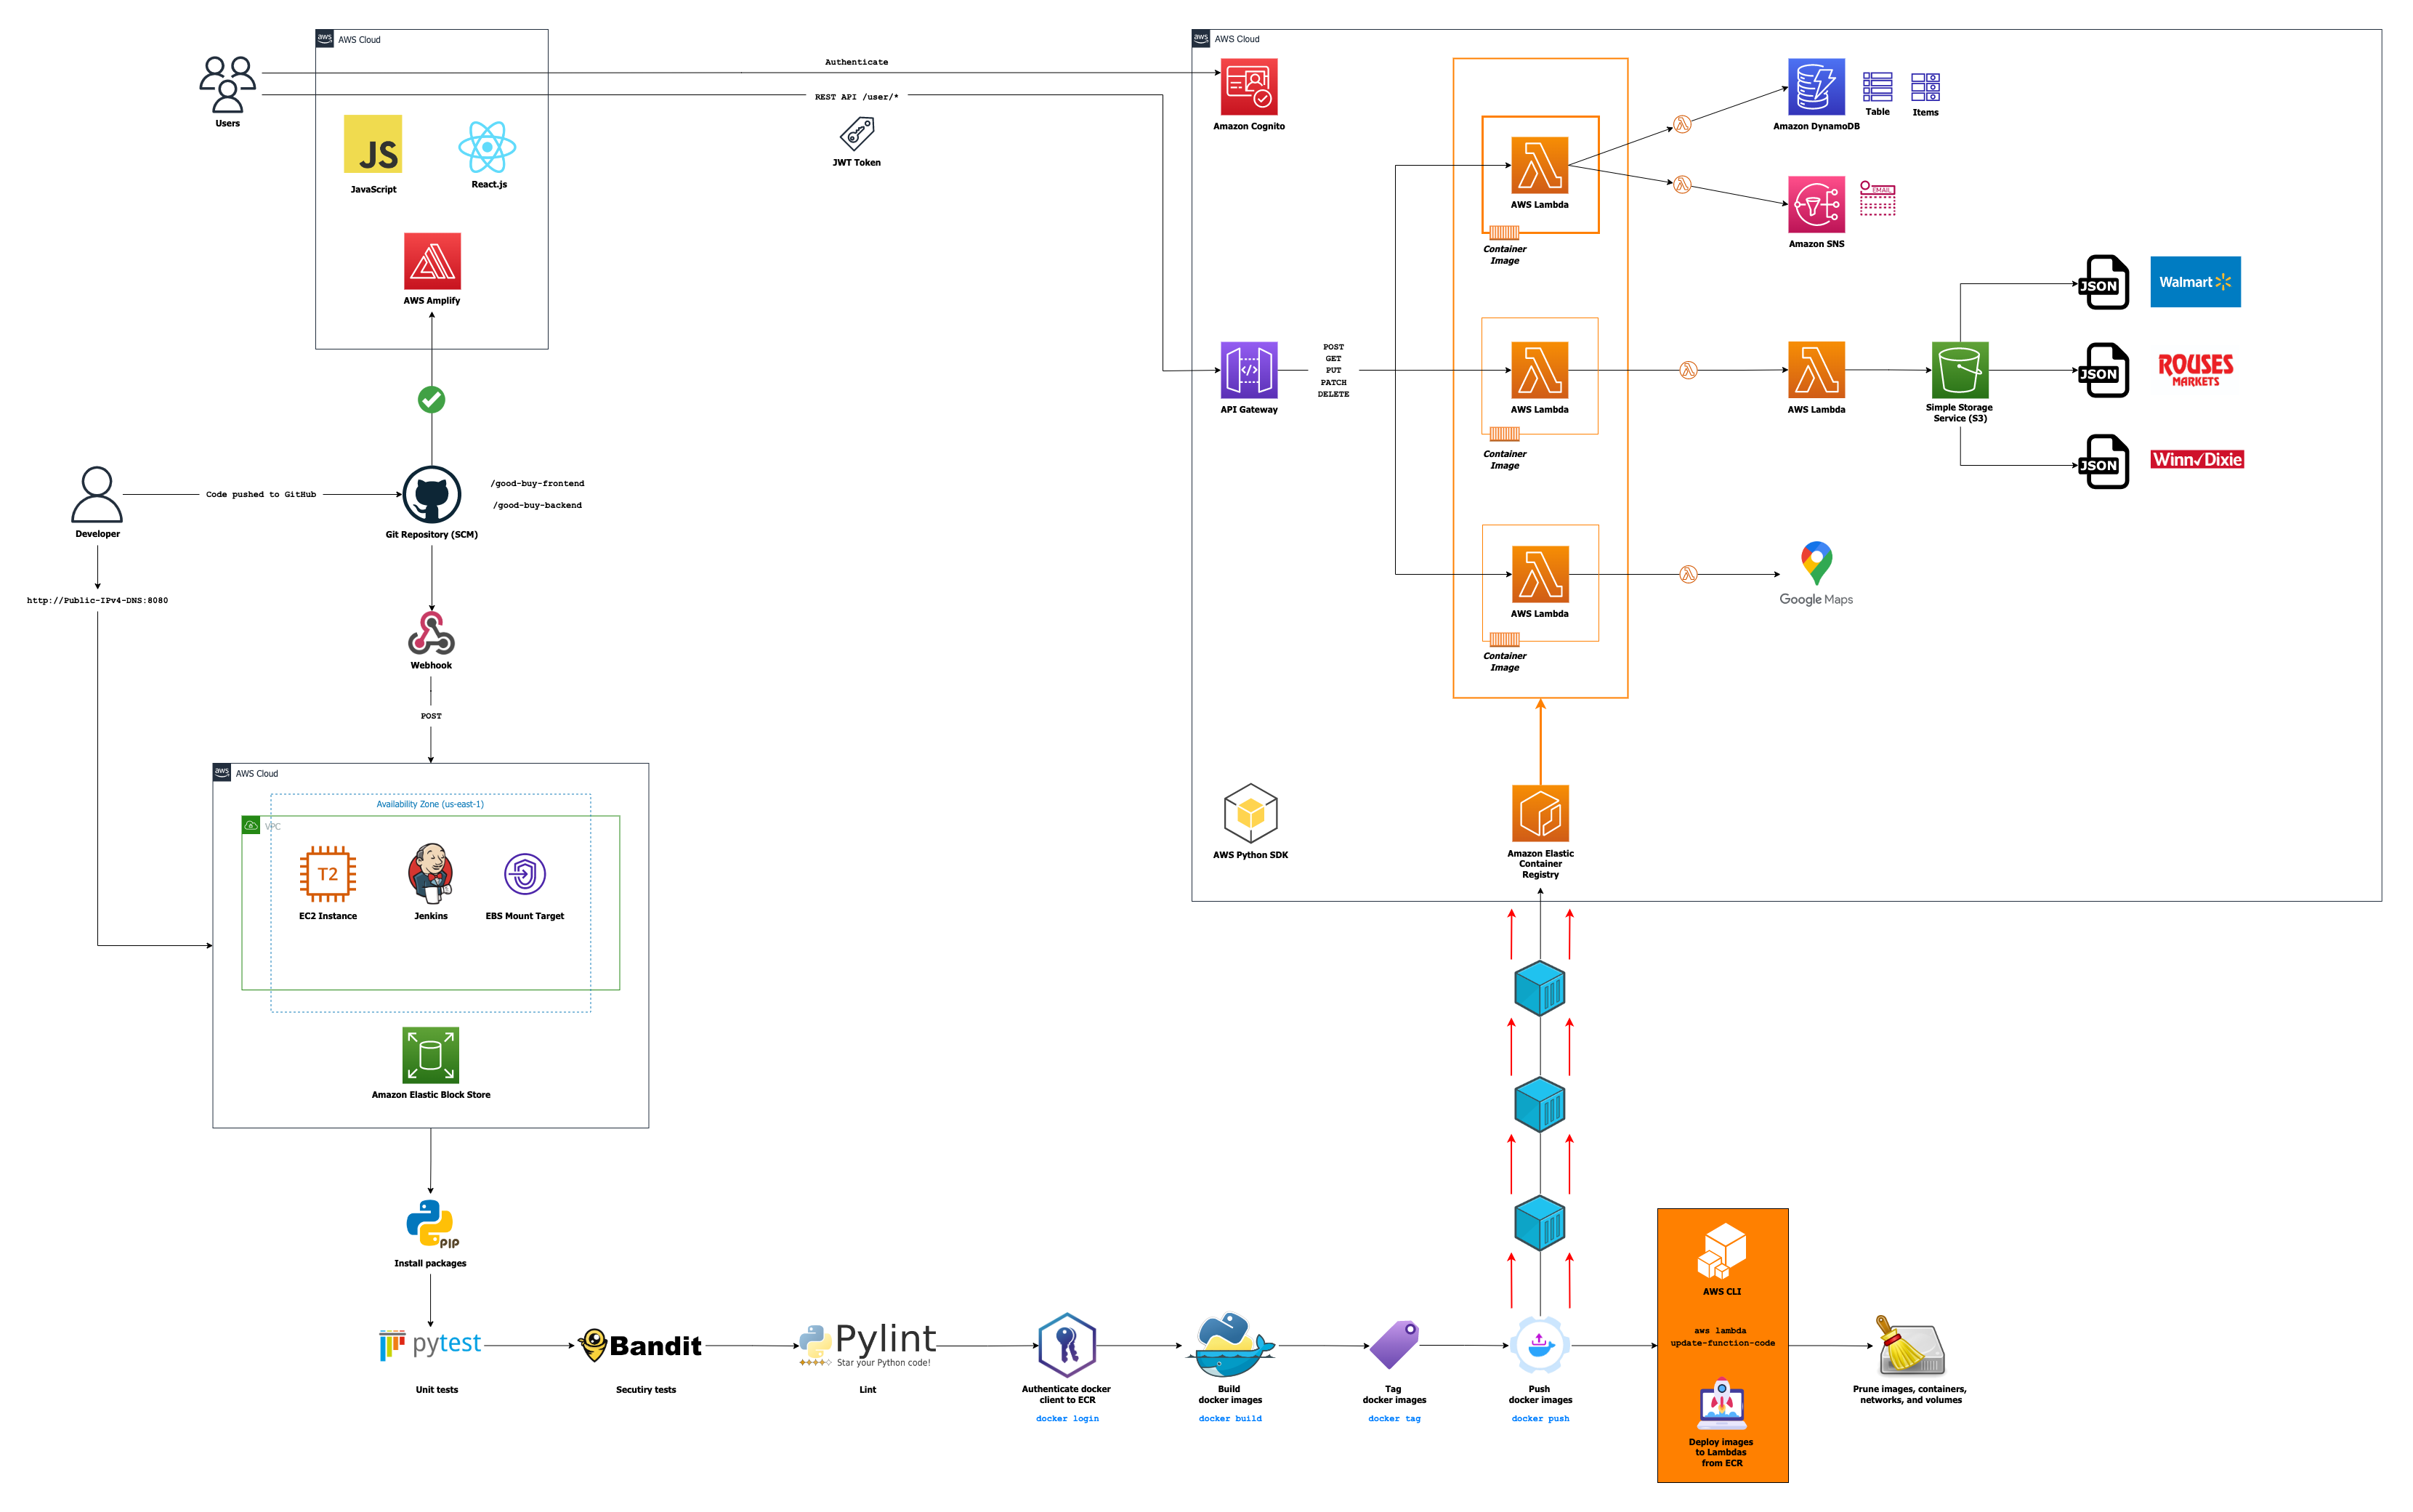 aws
AWS Cloud
Users
JS
JavaScript
React.js
AWS Amplify
Authenticate
REST API /user/*
JWT Token
Developer
Code pushed to GitHub
Git Repository (SCM)
/good-buy-frontend
/good-buy-backend
http://Public-IPv4-DNS:8080
Webhook
POST
aws
AWS Cloud
Availability Zone (us-east-1)
VPC
T2
EC2 Instance
Jenkins
EBS Mount Target
Amazon Elastic Block Store
aws
AWS Cloud
Amazon Cognito
API Gateway
POST
GET
PUT
PATCH
DELETE
AWS Lambda
Container
Image
AWS Lambda
Container
Image
AWS Lambda
Container
Image
Amazon DynamoDB
Table
Items
Amazon SNS
EMAIL
AWS Lambda
Simple Storage
Service (S3)
JSON
Walmart
JSON
ROUSES
MARKETS
JSON
Winn Dixie
Google Maps
AWS Python SDK
Amazon Elastic
Container
Registry
PIP
Install packages
pytest
Unit tests
Bandit
Secutiry tests
Pylint
Star your Python code!
Lint
Authenticate docker
client to ECR
docker login
Build
docker images
docker build
Tag
docker images
docker tag
Push
docker images
docker push
AWS CLI
aws lambda
update-function-code
Deploy images
to Lambdas
from ECR
Prune images, containers,
networks, and volumes